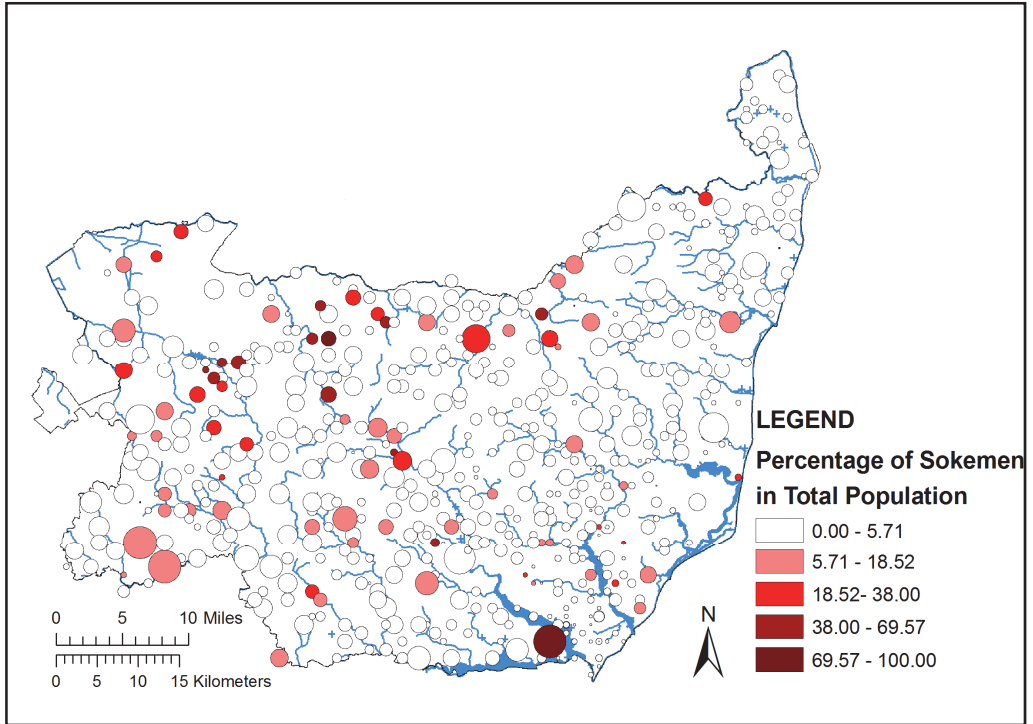 LEGEND
Percentage of Sokemen
in Total Population
0.00 - 5.71
5.71 - 18.52
18.52- 38.00
38.00 - 69.57
69.57 - 100.00
N
0 5 10 Miles
0 5 10 15 Kilometers